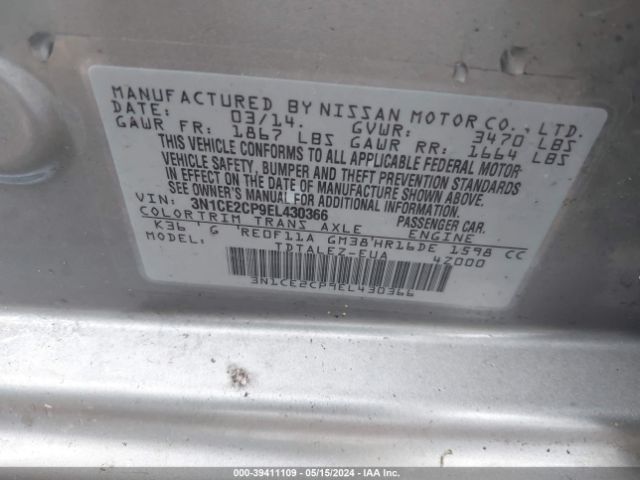 MANUFACTURED BY NISSAN MOTOR CO., LTD.
DATE: 03/14. GVWR: 3470 LBS
GAWR FR: 1867 LBS GAWR RR: 1664 LBS
THIS VEHICLE CONFORMS TO ALL APPLICABLE FEDERAL MOTOR
VEHICLE SAFETY, BUMPER AND THEFT PREVENTION STANDARDS
IN EFFECT ON THE DATE OF MANUFACTURE SHOWN ABOVE.
SEE OWNER'S MANUAL FOR ADDITIONAL INFORMATION.
VIN: 3N1CE2CP9EL430366 PASSENGER CAR
COLOR TRIM TRANS AXLE ENGINE
K36 G RE0F11A GM38 HR16DE 1598 CC
MODEL: TDTALEZ-EUA 42000
3N1CE2CP9EL430366
000-39411109 - 05/15/2024 - IAA Inc.